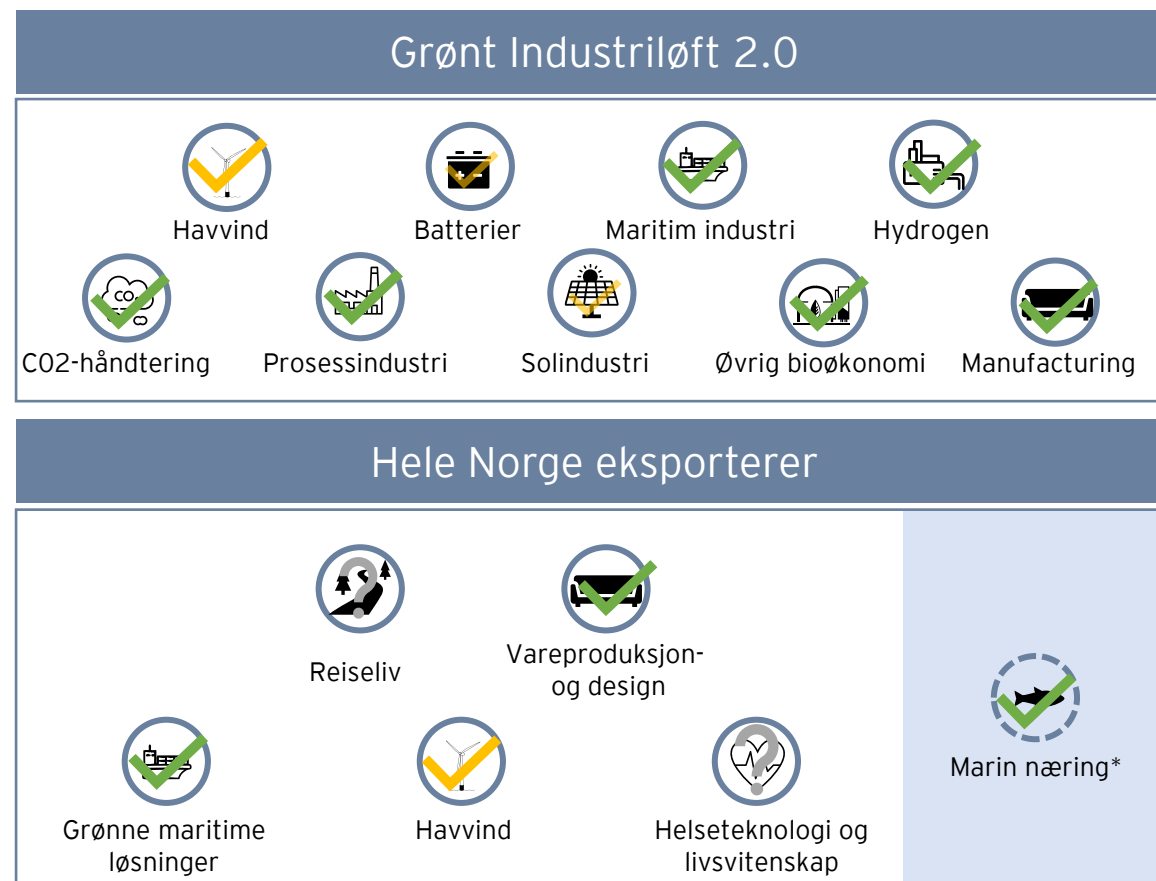 Grønt Industriløft 2.0
Havvind
Batterier
Maritim industri
Hydrogen
CO
CO2-håndtering
Prosessindustri
Solindustri
Øvrig bioøkonomi
Manufacturing
Hele Norge eksporterer
Reiseliv
Vareproduksjon-
og design
Marin næring*
Grønne maritime
løsninger
Havvind
Helseteknologi og
livsvitenskap